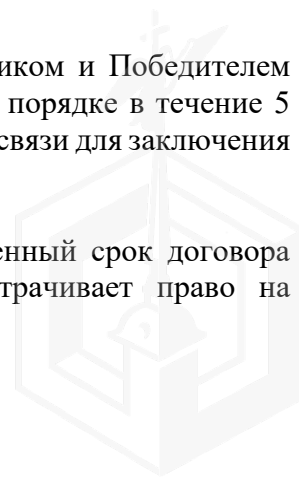 иком и Победителем
порядке в течение 5
связи для заключения
енный срок договора
трачивает право на